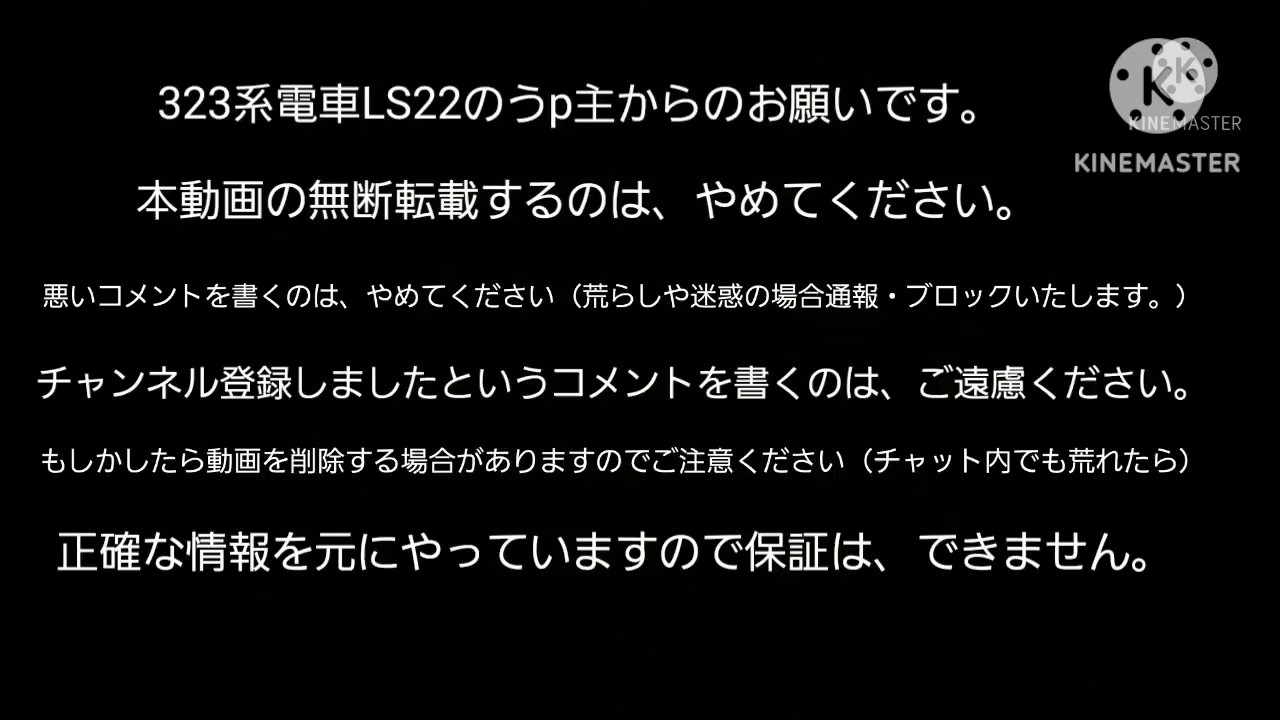 323系電車LS22のうp主からのお願いです。
KINEMASTER
KINEMASTER
本動画の無断転載するのは、やめてください。
悪いコメントを書くのは、やめてください（荒らしや迷惑の場合通報・ブロックいたします。）
チャンネル登録しましたというコメントを書くのは、ご遠慮ください。
もしかしたら動画を削除する場合がありますのでご注意ください（チャット内でも荒れたら）
正確な情報を元にやっていますので保証は、できません。